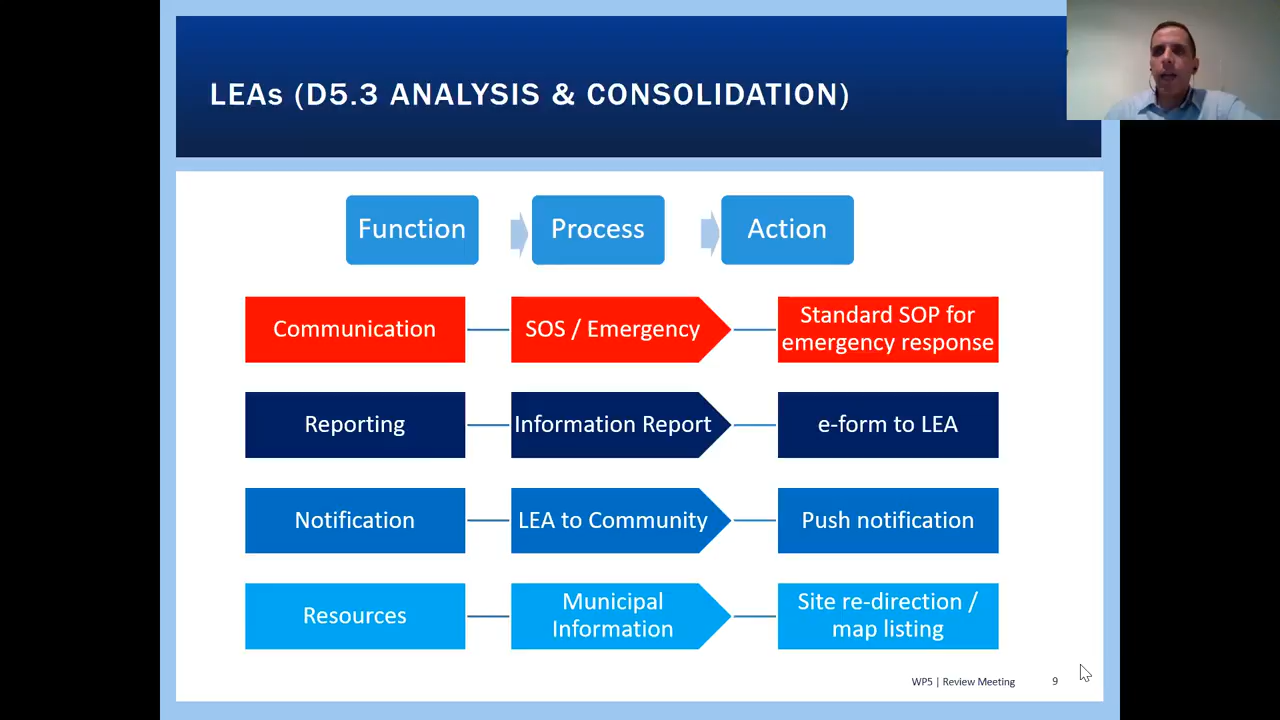 LEAs (D5.3 ANALYSIS & CONSOLIDATION)
Function
Process
Action
Communication
SOS / Emergency
Standard SOP for
emergency response
Reporting
Information Report
e-form to LEA
Notification
LEA to Community
Push notification
Resources
Municipal
Information
Site re-direction /
map listing
WP5 | Review Meeting
9